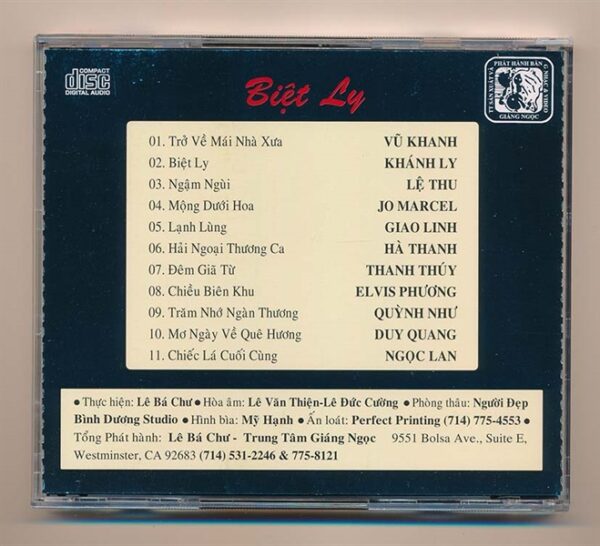 COMPACT
disc
DIGITAL AUDIO
Biệt Ly
PHÁT HÀNH BĂN
G NHẠC & VIDEO
TT SẢN XUẤT VÀ
GIÁNG NGỌC
01. Trở Về Mái Nhà Xưa VŨ KHANH
02. Biệt Ly KHÁNH LY
03. Ngậm Ngùi LỆ THU
04. Mộng Dưới Hoa JO MARCEL
05. Lạnh Lùng GIAO LINH
06. Hải Ngoại Thương Ca HÀ THANH
07. Đêm Giã Từ THANH THÚY
08. Chiều Biên Khu ELVIS PHƯƠNG
09. Trăm Nhớ Ngàn Thương QUỲNH NHƯ
10. Mơ Ngày Về Quê Hương DUY QUANG
11. Chiếc Lá Cuối Cùng NGỌC LAN
● Thực hiện: Lê Bá Chư ● Hòa âm: Lê Văn Thiện-Lê Đức Cường ● Phòng thâu: Người Đẹp
Bình Dương Studio ● Hình bìa: Mỹ Hạnh ● Ấn loát: Perfect Printing (714) 775-4553 ●
Tổng Phát hành: Lê Bá Chư - Trung Tâm Giáng Ngọc 9551 Bolsa Ave., Suite E,
Westminster, CA 92683 (714) 531-2246 & 775-8121